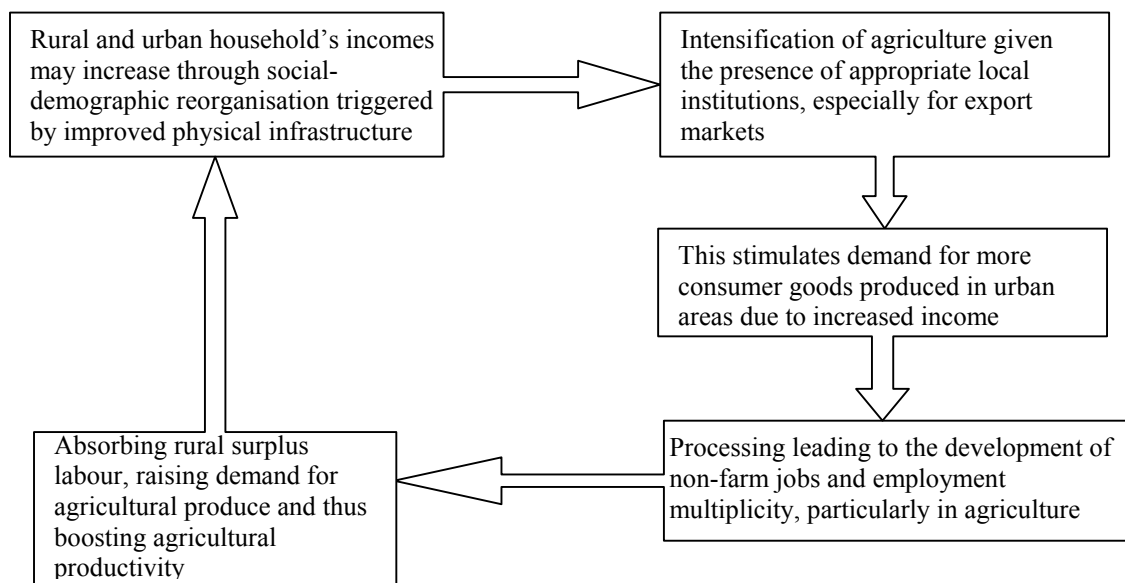 Rural and urban household's incomes
may increase through social-
demographic reorganisation triggered
by improved physical infrastructure
Intensification of agriculture given
the presence of appropriate local
institutions, especially for export
markets
This stimulates demand for more
consumer goods produced in urban
areas due to increased income
Processing leading to the development of
non-farm jobs and employment
multiplicity, particularly in agriculture
Absorbing rural surplus
labour, raising demand for
agricultural produce and thus
boosting agricultural
productivity